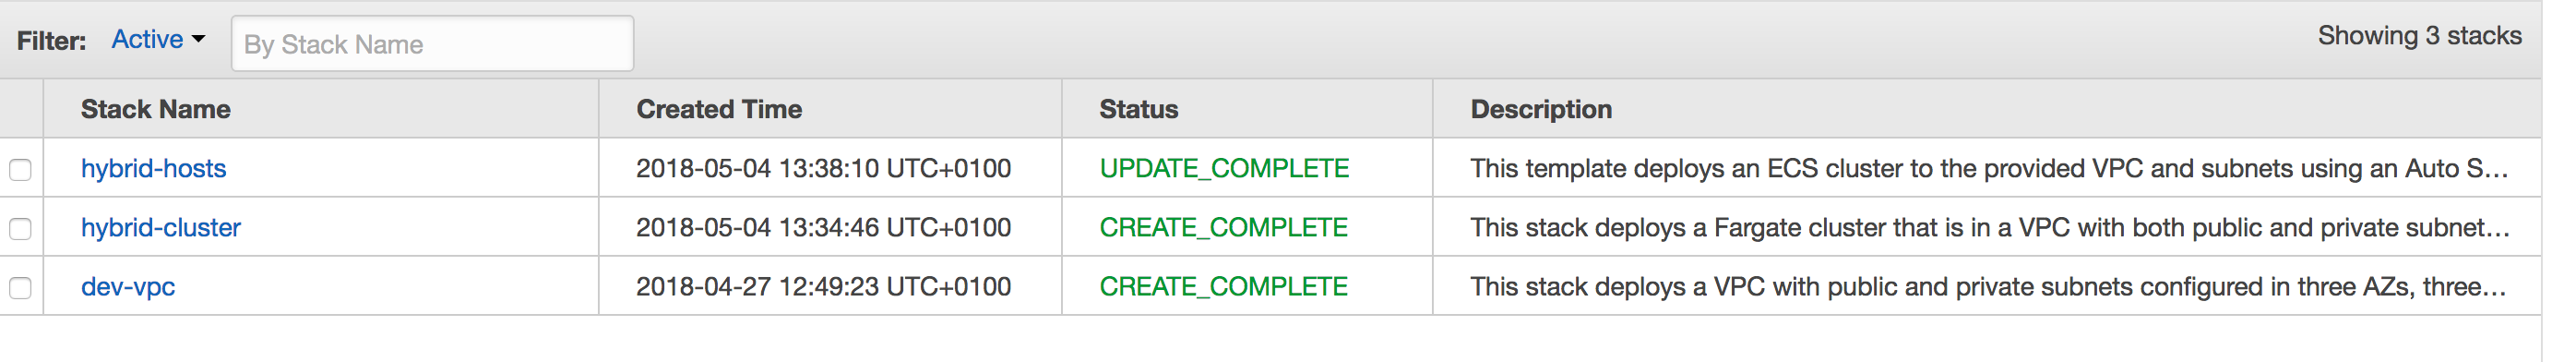 Filter: Active By Stack Name Showing 3 stacks
Stack Name Created Time Status Description
hybrid-hosts 2018-05-04 13:38:10 UTC+0100 UPDATE_COMPLETE This template deploys an ECS cluster to the provided VPC and subnets using an Auto S...
hybrid-cluster 2018-05-04 13:34:46 UTC+0100 CREATE_COMPLETE This stack deploys a Fargate cluster that is in a VPC with both public and private subnet...
dev-vpc 2018-04-27 12:49:23 UTC+0100 CREATE_COMPLETE This stack deploys a VPC with public and private subnets configured in three AZs, three...